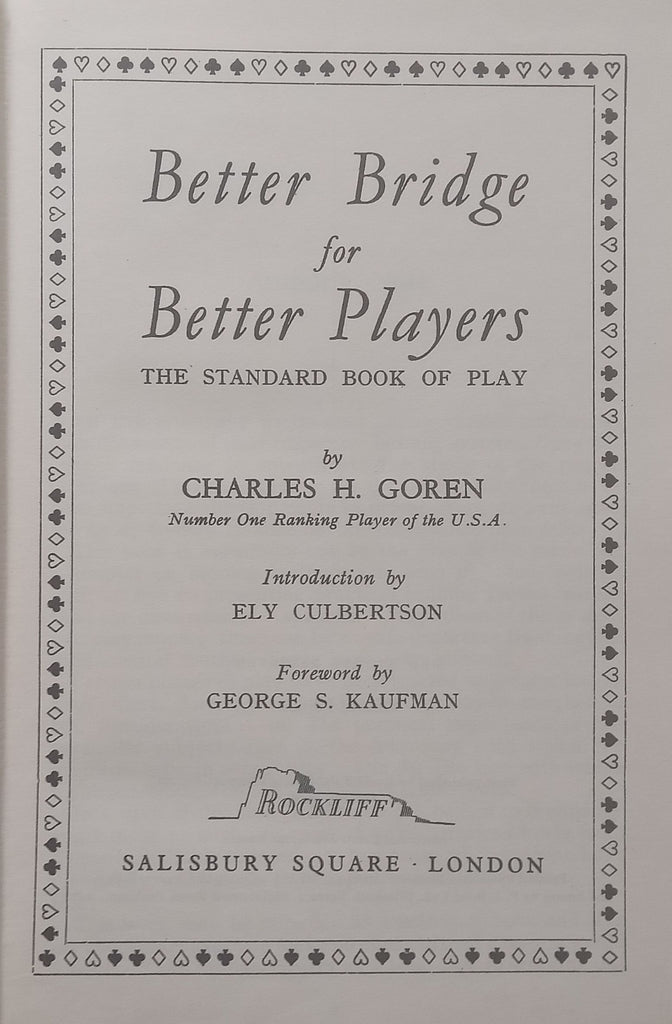 Better Bridge
for
Better Players
THE STANDARD BOOK OF PLAY
by
CHARLES H. GOREN
Number One Ranking Player of the U.S.A.
Introduction by
ELY CULBERTSON
Foreword by
GEORGE S. KAUFMAN
ROCKLIFF
SALISBURY SQUARE · LONDON